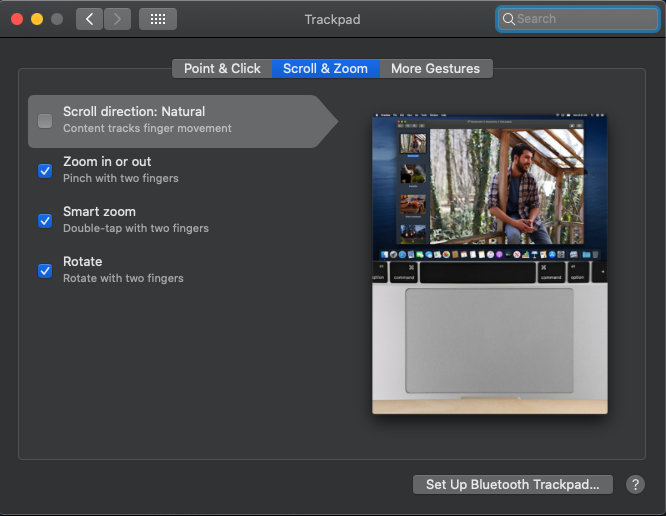 Trackpad
Search
Point & Click
Scroll & Zoom
More Gestures
Scroll direction: Natural
Content tracks finger movement
Zoom in or out
Pinch with two fingers
Smart zoom
Double-tap with two fingers
Rotate
Rotate with two fingers
option
command
command
option
Set Up Bluetooth Trackpad...
?